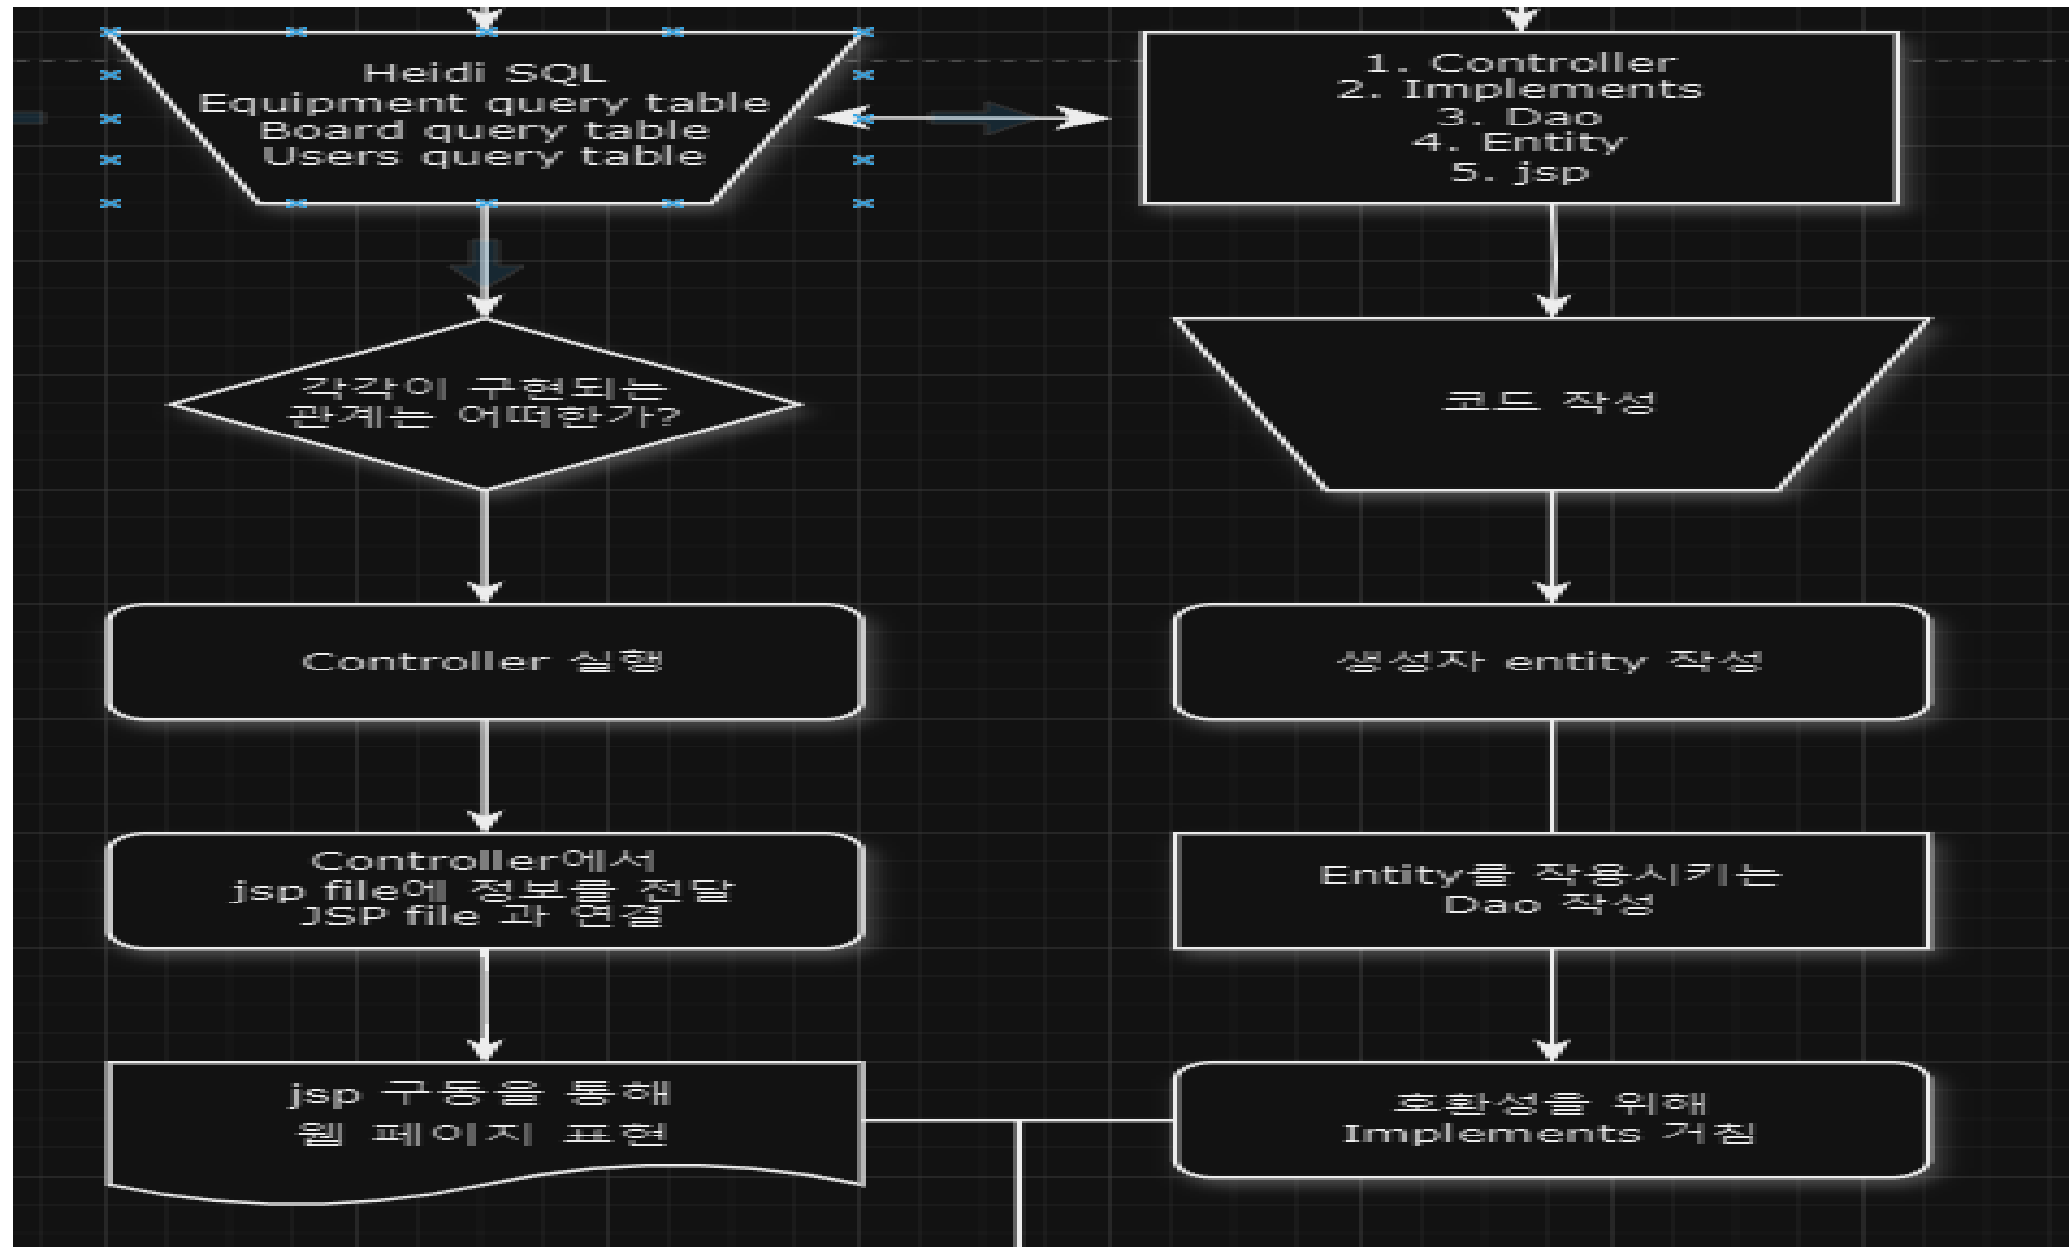 Heidi SQL
Equipment query table
Board query table
Users query table
1. Controller
2. Implements
3. Dao
4. Entity
5. jsp
각각이 구현되는
관계는 어떠한가?
코드 작성
Controller 실행
생성자 entity 작성
Controller에서
jsp file에 정보를 전달
JSP file 과 연결
Entity을 작용시키는
Dao 작성
jsp 구동을 통해
웹 페이지 표현
호환성을 위해
Implements 거침